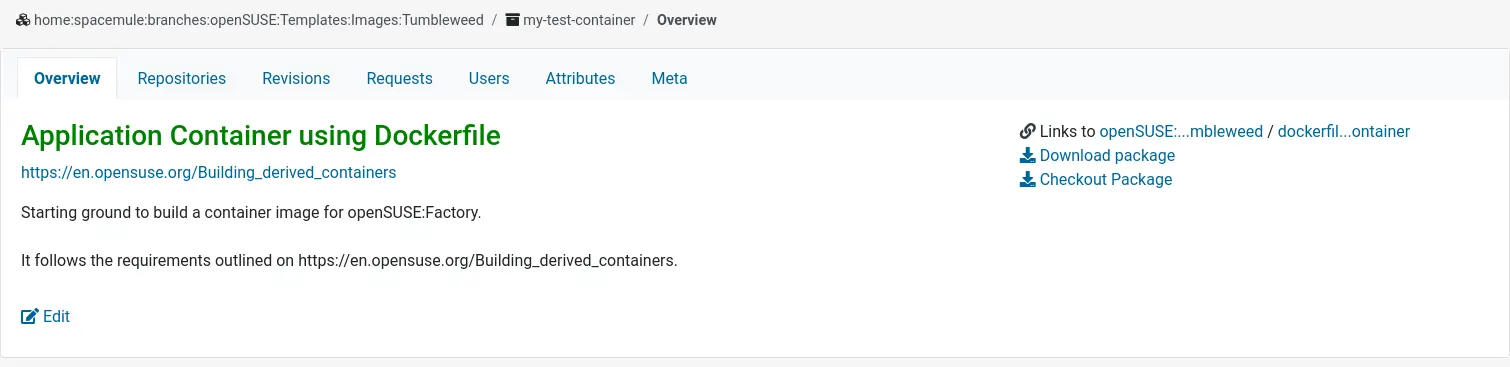 home:spacemule:branches:openSUSE:Templates:Images:Tumbleweed / my-test-container / Overview
Overview Repositories Revisions Requests Users Attributes Meta
Application Container using Dockerfile
https://en.opensuse.org/Building_derived_containers
Starting ground to build a container image for openSUSE:Factory.
It follows the requirements outlined on https://en.opensuse.org/Building_derived_containers.
Edit
Links to openSUSE:...mbleweed / dockerfil...ontainer
Download package
Checkout Package